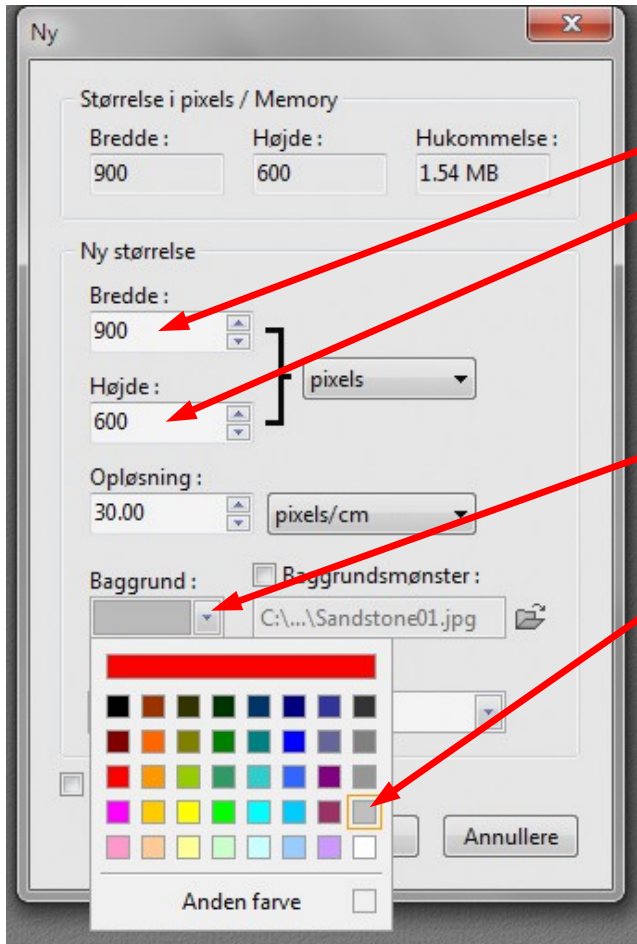 Ny
Størrelse i pixels / Memory
Bredde : Højde : Hukommelse :
900 600 1.54 MB
Ny størrelse
Bredde :
900
pixels
Højde :
600
Opløsning :
30.00 pixels/cm
Baggrund : Baggrundsmønster :
C:\...\Sandstone01.jpg
Annullere
Anden farve